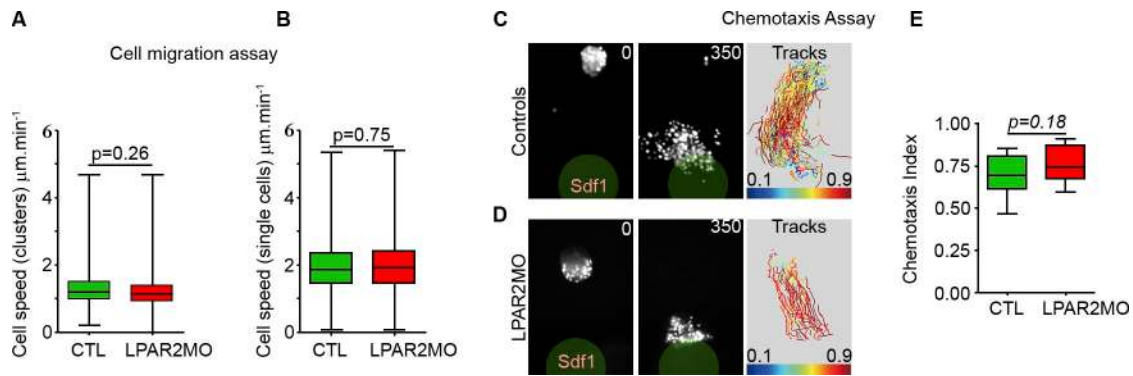 A
B
Cell migration assay
Cell speed (clusters) µm.min⁻¹
6
4
2
0
p=0.26
CTL
LPAR2MO
Cell speed (single cells) µm.min⁻¹
6
4
2
0
p=0.75
CTL
LPAR2MO
C
Chemotaxis Assay
Controls
0
350
Tracks
Sdf1
0.1
0.9
D
LPAR2MO
0
350
Tracks
Sdf1
0.1
0.9
E
Chemotaxis Index
1.00
0.75
0.50
0.25
0.00
p=0.18
CTL
LPAR2MO